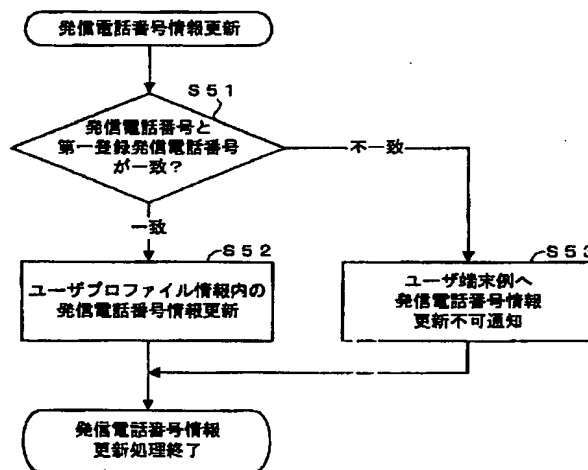 発信電話番号情報更新
S51
発信電話番号と
第一登録発信電話番号
が一致？
不一致
一致
S52
ユーザプロファイル情報内の
発信電話番号情報更新
S53
ユーザ端末例へ
発信電話番号情報
更新不可通知
発信電話番号情報
更新処理終了